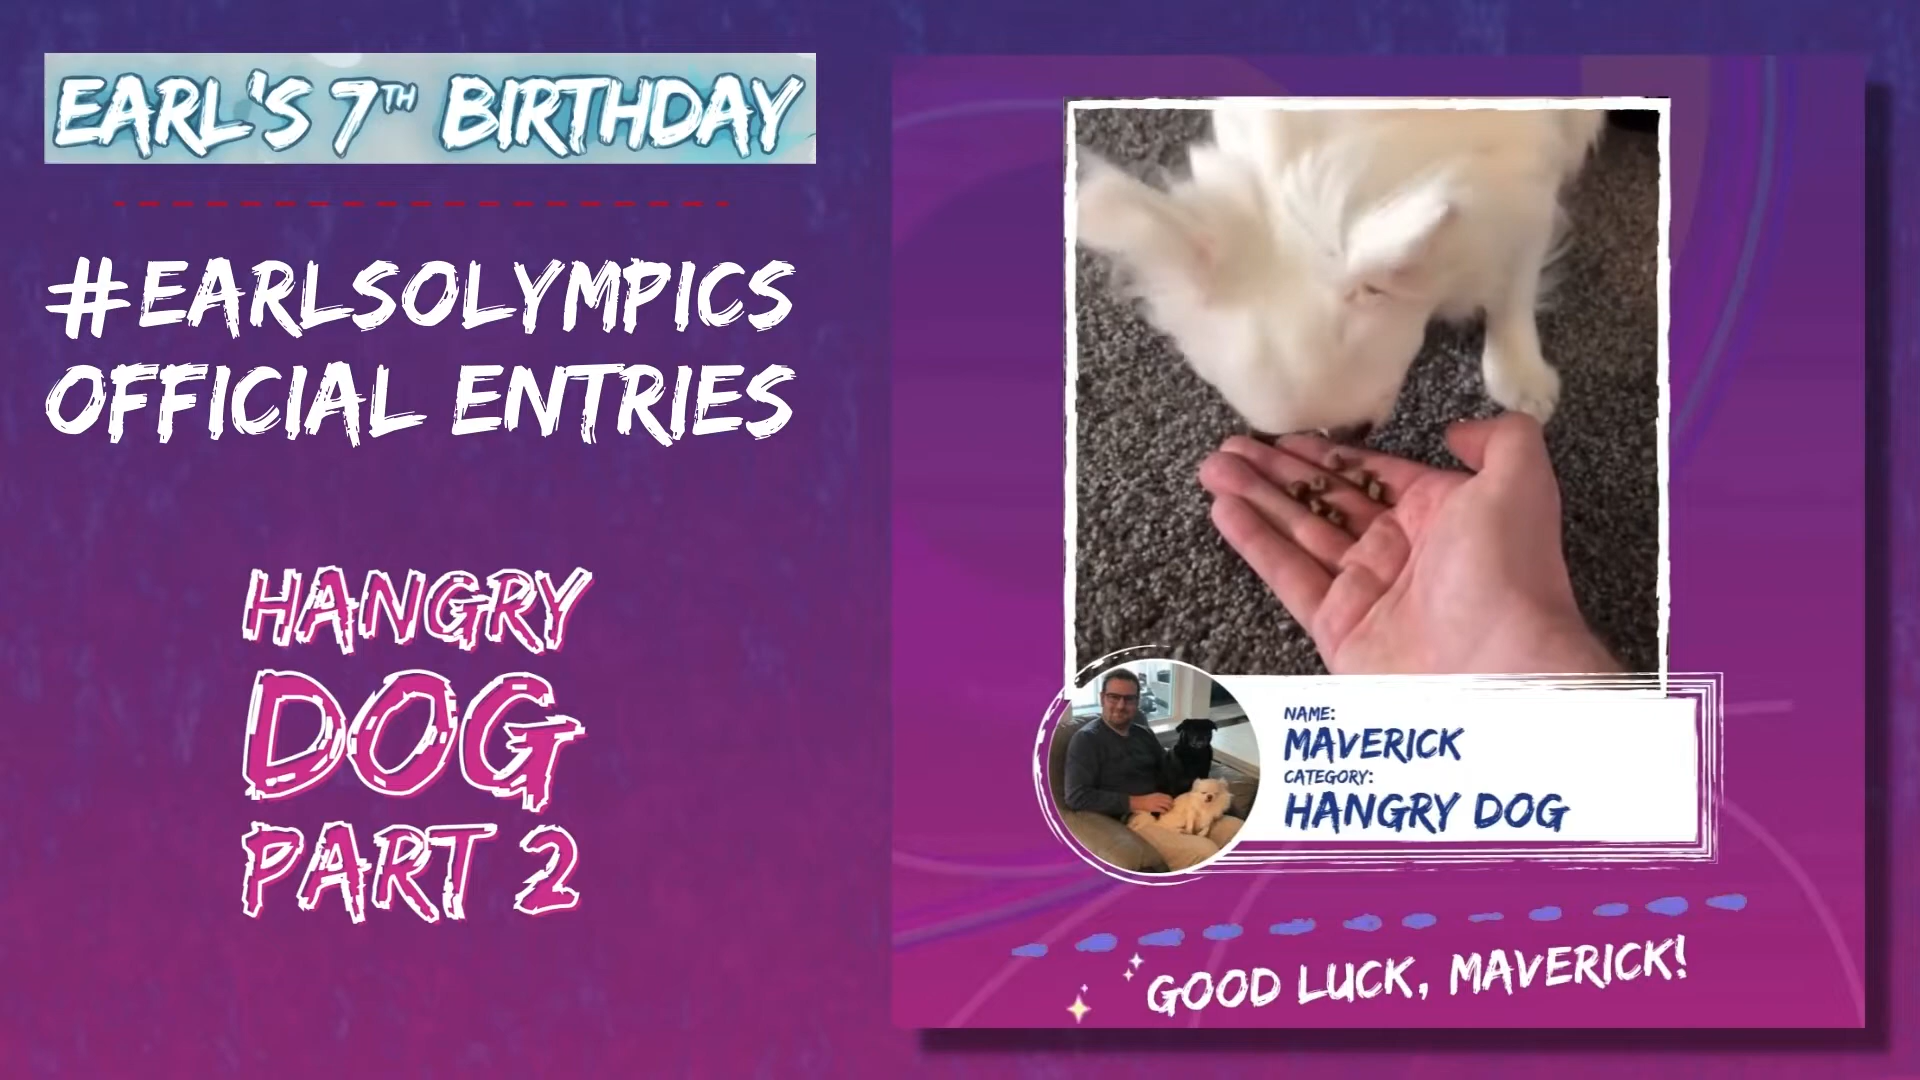 EARL'S 7TH BIRTHDAY
#EARLSOLYMPICS
OFFICIAL ENTRIES
HANGRY
DOG
PART 2
NAME:
MAVERICK
CATEGORY:
HANGRY DOG
GOOD LUCK, MAVERICK!